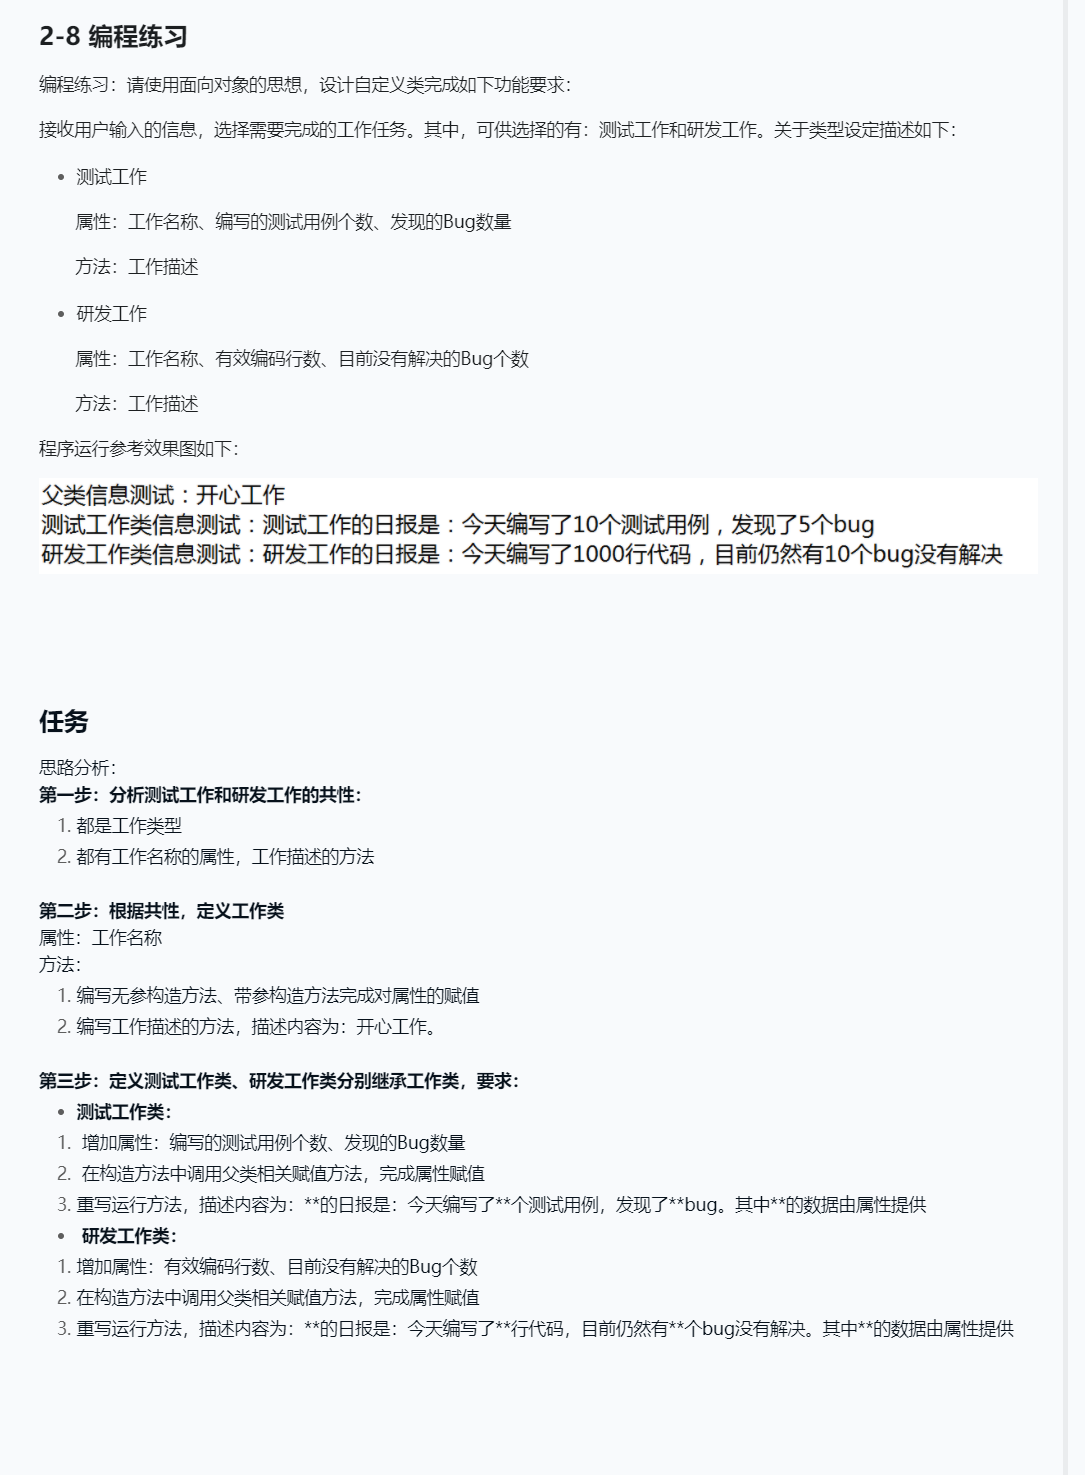 2-8 编程练习
编程练习：请使用面向对象的思想，设计自定义类完成如下功能要求：
接收用户输入的信息，选择需要完成的工作任务。其中，可供选择的有：测试工作和研发工作。关于类型设定描述如下：
• 测试工作
属性：工作名称、编写的测试用例个数、发现的Bug数量
方法：工作描述
• 研发工作
属性：工作名称、有效编码行数、目前没有解决的Bug个数
方法：工作描述
程序运行参考效果图如下：
父类信息测试：开心工作
测试工作类信息测试：测试工作的日报是：今天编写了10个测试用例，发现了5个bug
研发工作类信息测试：研发工作的日报是：今天编写了1000行代码，目前仍然有10个bug没有解决
任务
思路分析：
第一步：分析测试工作和研发工作的共性：
1. 都是工作类型
2. 都有工作名称的属性，工作描述的方法
第二步：根据共性，定义工作类
属性：工作名称
方法：
1. 编写无参构造方法、带参构造方法完成对属性的赋值
2. 编写工作描述的方法，描述内容为：开心工作。
第三步：定义测试工作类、研发工作类分别继承工作类，要求：
• 测试工作类：
1. 增加属性：编写的测试用例个数、发现的Bug数量
2. 在构造方法中调用父类相关赋值方法，完成属性赋值
3. 重写运行方法，描述内容为：**的日报是：今天编写了**个测试用例，发现了**bug。其中**的数据由属性提供
• 研发工作类：
1. 增加属性：有效编码行数、目前没有解决的Bug个数
2. 在构造方法中调用父类相关赋值方法，完成属性赋值
3. 重写运行方法，描述内容为：**的日报是：今天编写了**行代码，目前仍然有**个bug没有解决。其中**的数据由属性提供